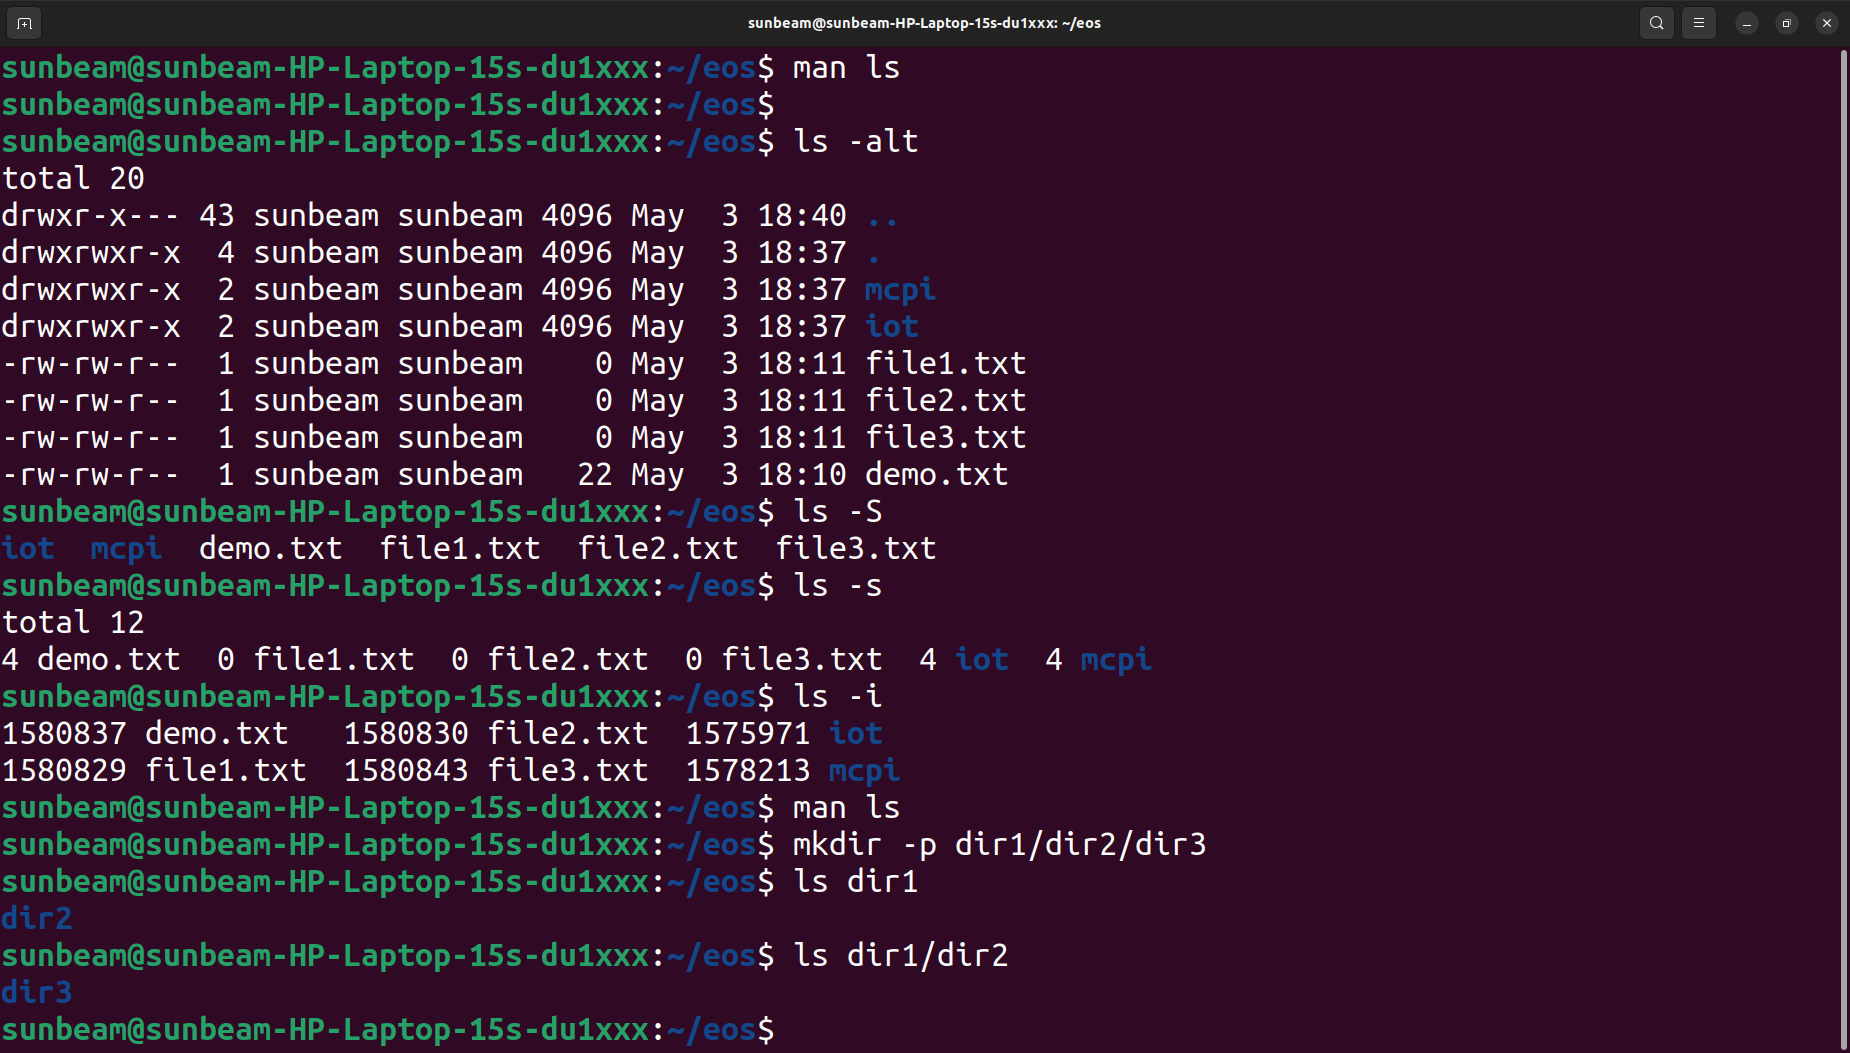 sunbeam@sunbeam-HP-Laptop-15s-du1xxx: ~/eos
sunbeam@sunbeam-HP-Laptop-15s-du1xxx:~/eos$ man ls
sunbeam@sunbeam-HP-Laptop-15s-du1xxx:~/eos$
sunbeam@sunbeam-HP-Laptop-15s-du1xxx:~/eos$ ls -alt
total 20
drwxr-x--- 43 sunbeam sunbeam 4096 May  3 18:40 ..
drwxrwxr-x  4 sunbeam sunbeam 4096 May  3 18:37 .
drwxrwxr-x  2 sunbeam sunbeam 4096 May  3 18:37 mcpi
drwxrwxr-x  2 sunbeam sunbeam 4096 May  3 18:37 iot
-rw-rw-r--  1 sunbeam sunbeam    0 May  3 18:11 file1.txt
-rw-rw-r--  1 sunbeam sunbeam    0 May  3 18:11 file2.txt
-rw-rw-r--  1 sunbeam sunbeam    0 May  3 18:11 file3.txt
-rw-rw-r--  1 sunbeam sunbeam   22 May  3 18:10 demo.txt
sunbeam@sunbeam-HP-Laptop-15s-du1xxx:~/eos$ ls -S
iot  mcpi  demo.txt  file1.txt  file2.txt  file3.txt
sunbeam@sunbeam-HP-Laptop-15s-du1xxx:~/eos$ ls -s
total 12
4 demo.txt  0 file1.txt  0 file2.txt  0 file3.txt  4 iot  4 mcpi
sunbeam@sunbeam-HP-Laptop-15s-du1xxx:~/eos$ ls -i
1580837 demo.txt   1580830 file2.txt  1575971 iot
1580829 file1.txt  1580843 file3.txt  1578213 mcpi
sunbeam@sunbeam-HP-Laptop-15s-du1xxx:~/eos$ man ls
sunbeam@sunbeam-HP-Laptop-15s-du1xxx:~/eos$ mkdir -p dir1/dir2/dir3
sunbeam@sunbeam-HP-Laptop-15s-du1xxx:~/eos$ ls dir1
dir2
sunbeam@sunbeam-HP-Laptop-15s-du1xxx:~/eos$ ls dir1/dir2
dir3
sunbeam@sunbeam-HP-Laptop-15s-du1xxx:~/eos$